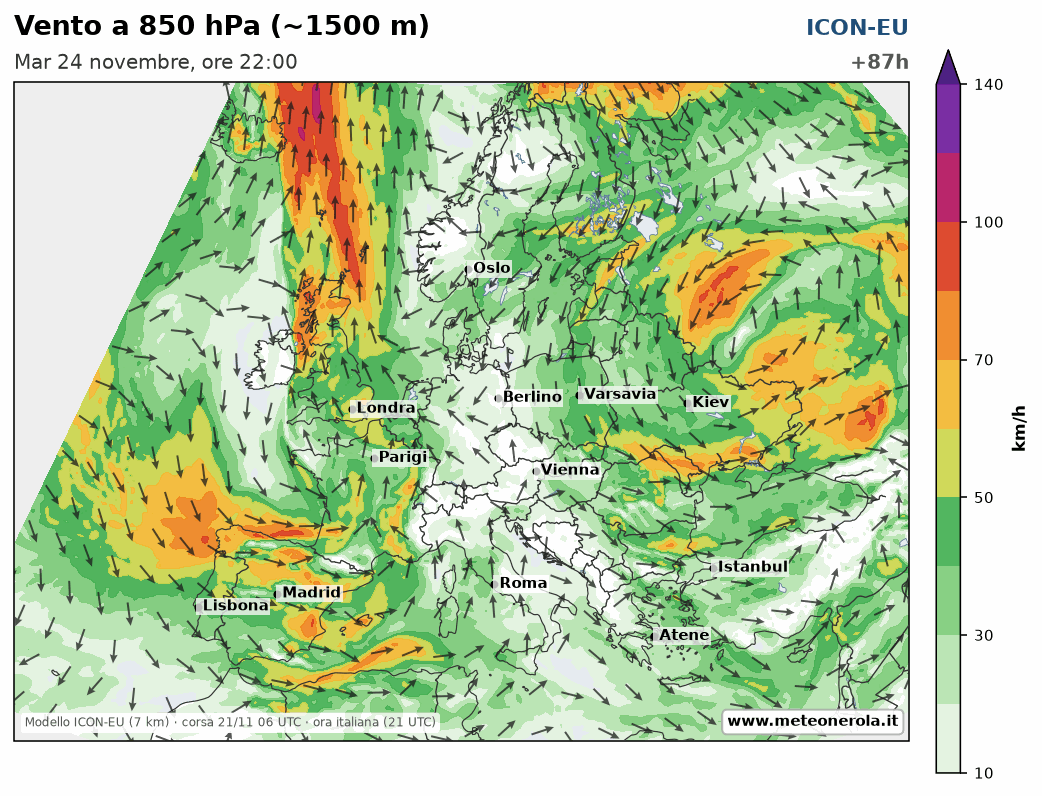 Vento a 850 hPa (~1500 m)
ICON-EU
Mar 24 novembre, ore 22:00
+87h
140
100
70
50
30
10
km/h
Oslo
Berlino
Varsavia
Kiev
Londra
Parigi
Vienna
Istanbul
Roma
Madrid
Lisbona
Atene
Modello ICON-EU (7 km) · corsa 21/11 06 UTC · ora italiana (21 UTC)
www.meteonerola.it